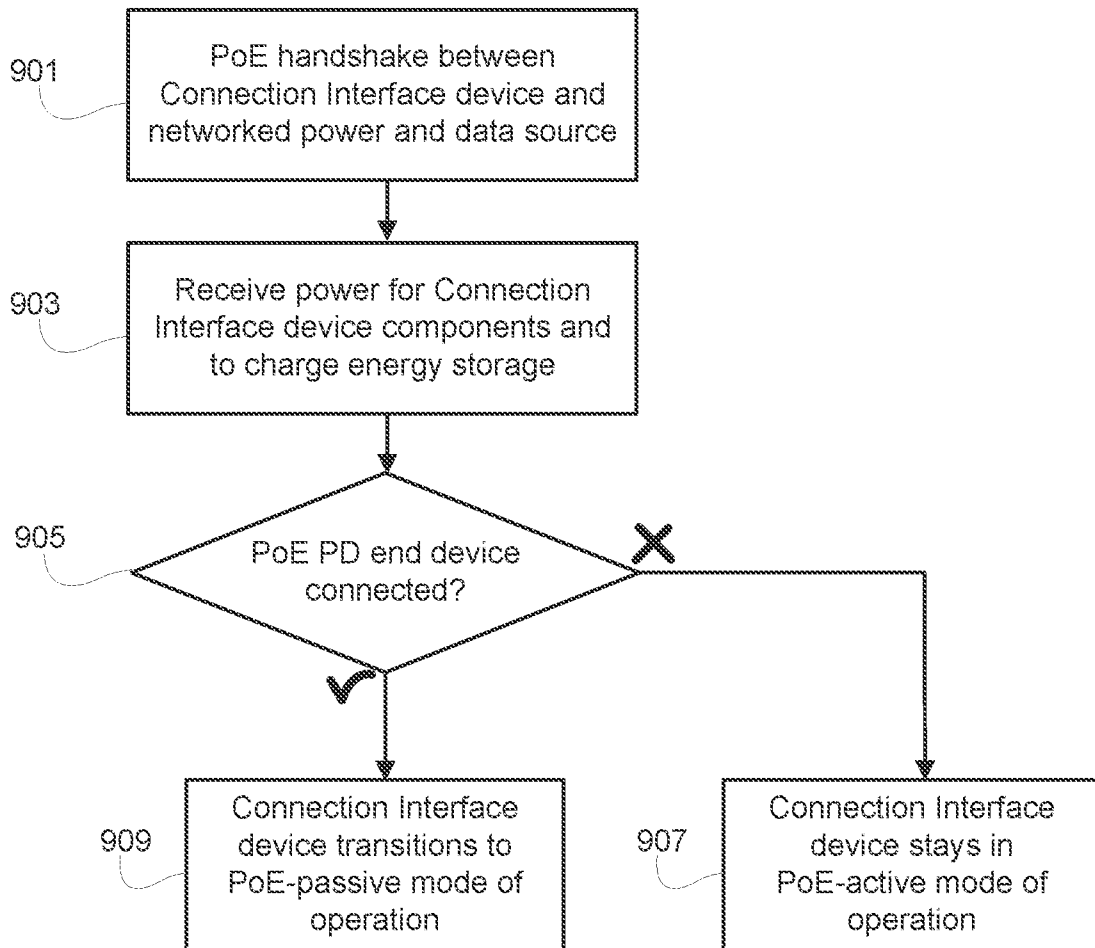 901
PoE handshake between
Connection Interface device and
networked power and data source
903
Receive power for Connection
Interface device components and
to charge energy storage
905
PoE PD end device
connected?
909
Connection Interface
device transitions to
PoE-passive mode of
operation
907
Connection Interface
device stays in
PoE-active mode of
operation